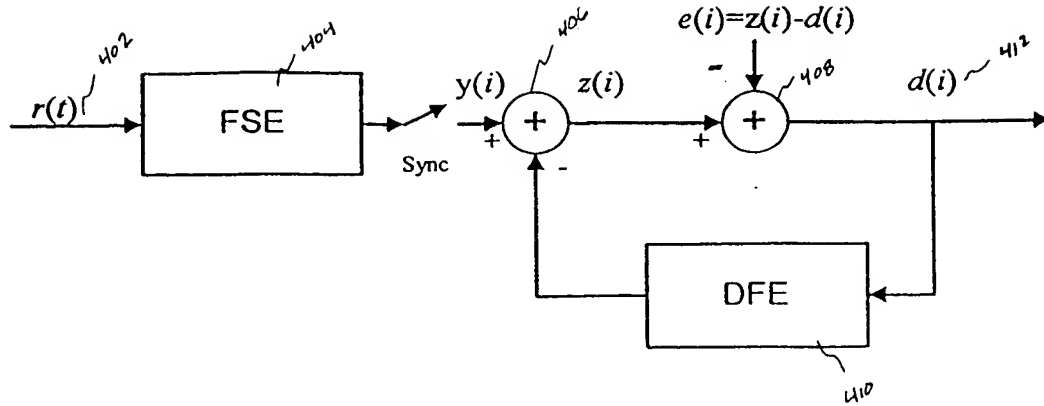 402
404
406
e(i)=z(i)-d(i)
-
408
412
r(t)
FSE
y(i)
+
z(i)
+
d(i)
+
+
Sync
-
DFE
410